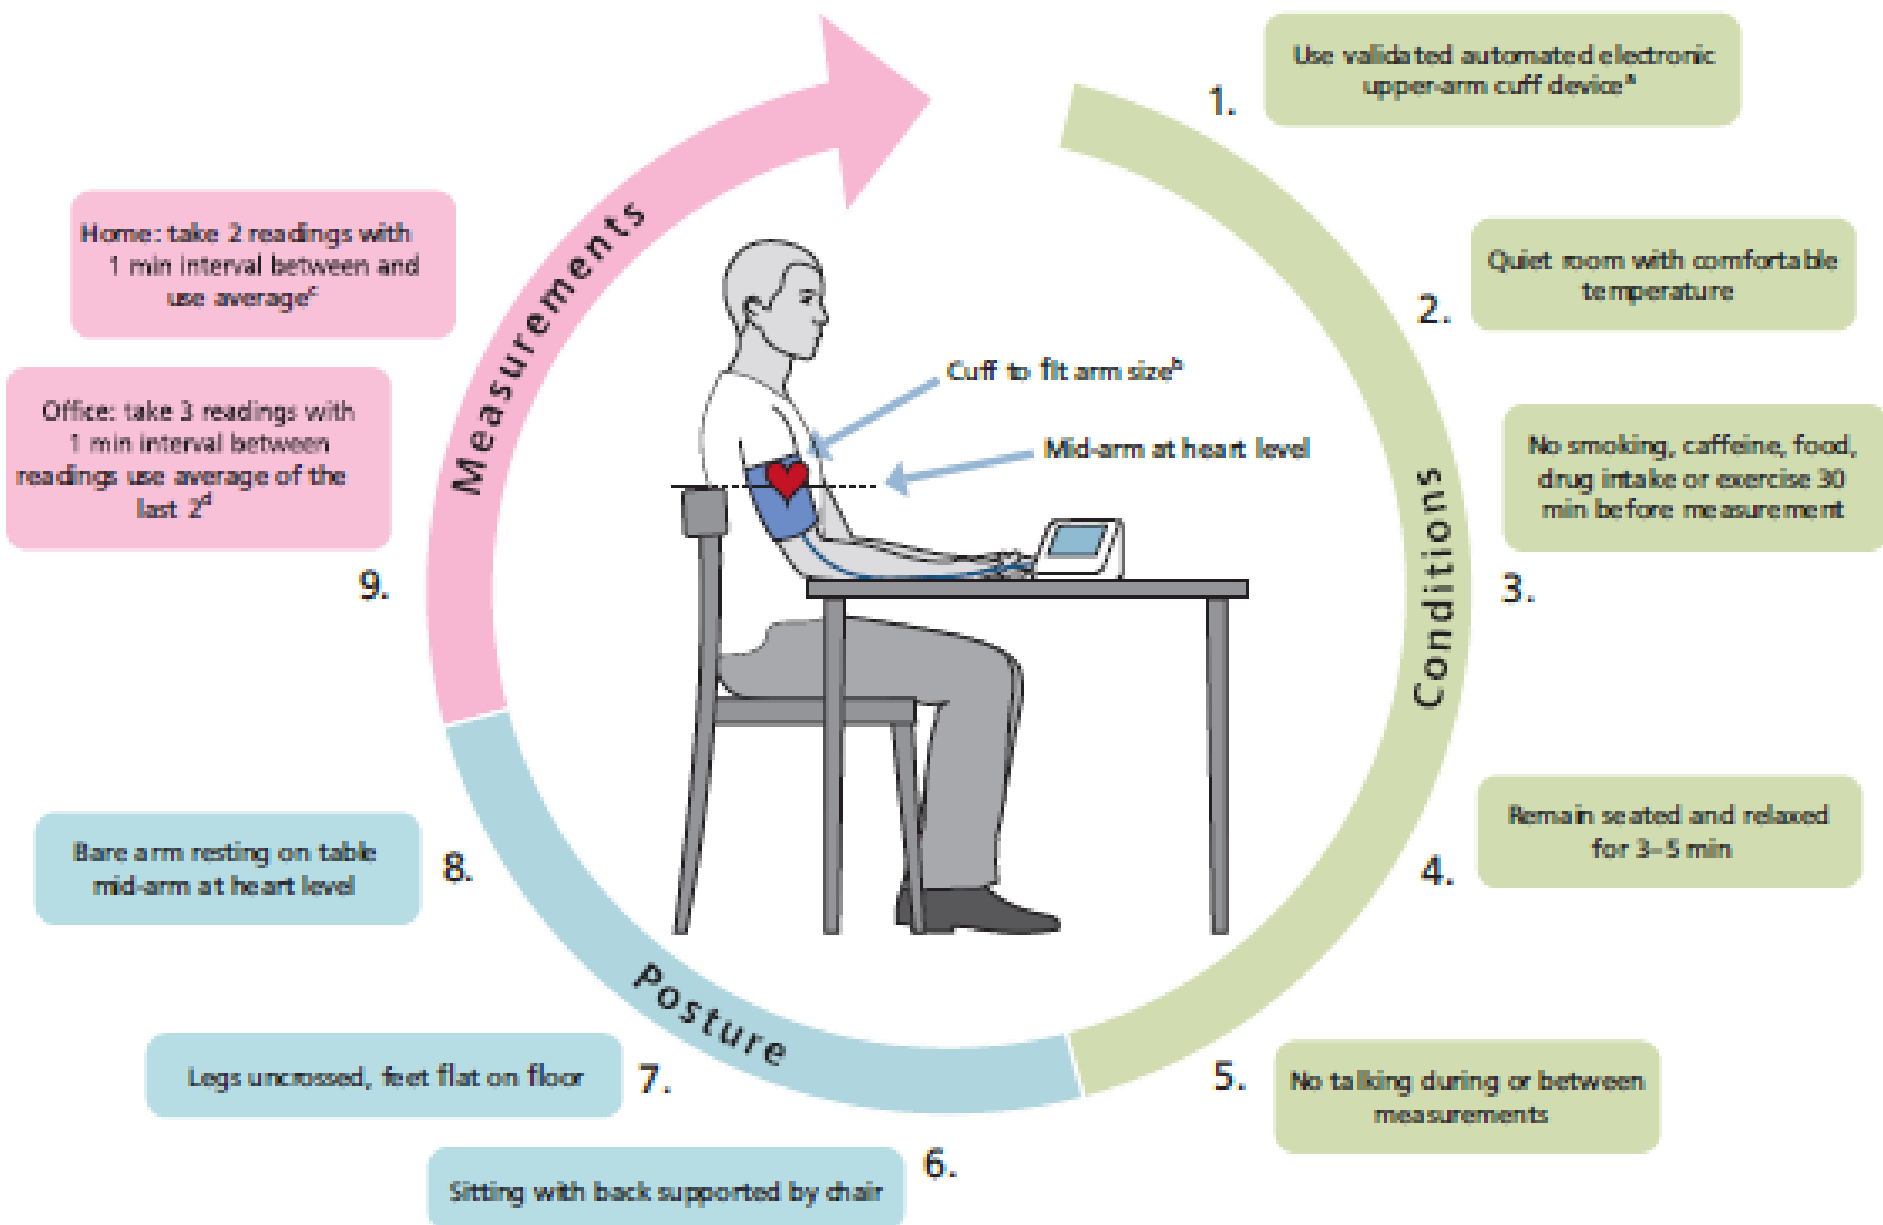 1.
Use validated automated electronic
upper-arm cuff deviceᵃ
2.
Quiet room with comfortable
temperature
3.
No smoking, caffeine, food,
drug intake or exercise 30
min before measurement
4.
Remain seated and relaxed
for 3–5 min
5.
No talking during or between
measurements
Conditions
6.
Sitting with back supported by chair
7.
Legs uncrossed, feet flat on floor
8.
Bare arm resting on table
mid-arm at heart level
Posture
9.
Home: take 2 readings with
1 min interval between and
use averageᶜ
Office: take 3 readings with
1 min interval between
readings use average of the
last 2ᵈ
Measurements
Cuff to fit arm sizeᵇ
Mid-arm at heart level